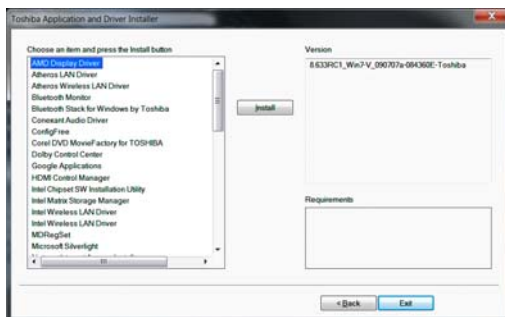 Toshiba Application and Driver Installer
Choose an item and press the Install button
AMD Display Driver
Atheros LAN Driver
Atheros Wireless LAN Driver
Bluetooth Monitor
Bluetooth Stack for Windows by Toshiba
Conexant Audio Driver
ConfigFree
Corel DVD MovieFactory for TOSHIBA
Dolby Control Center
Google Applications
HDMI Control Manager
Intel Chipset SW Installation Utility
Intel Matrix Storage Manager
Intel Wireless LAN Driver
Intel Wireless LAN Driver
MDRegSet
Microsoft Silverlight
Install
Version
8.633RC1_Win7-V_090707a-084360E-Toshiba
Requirements
< Back
Exit